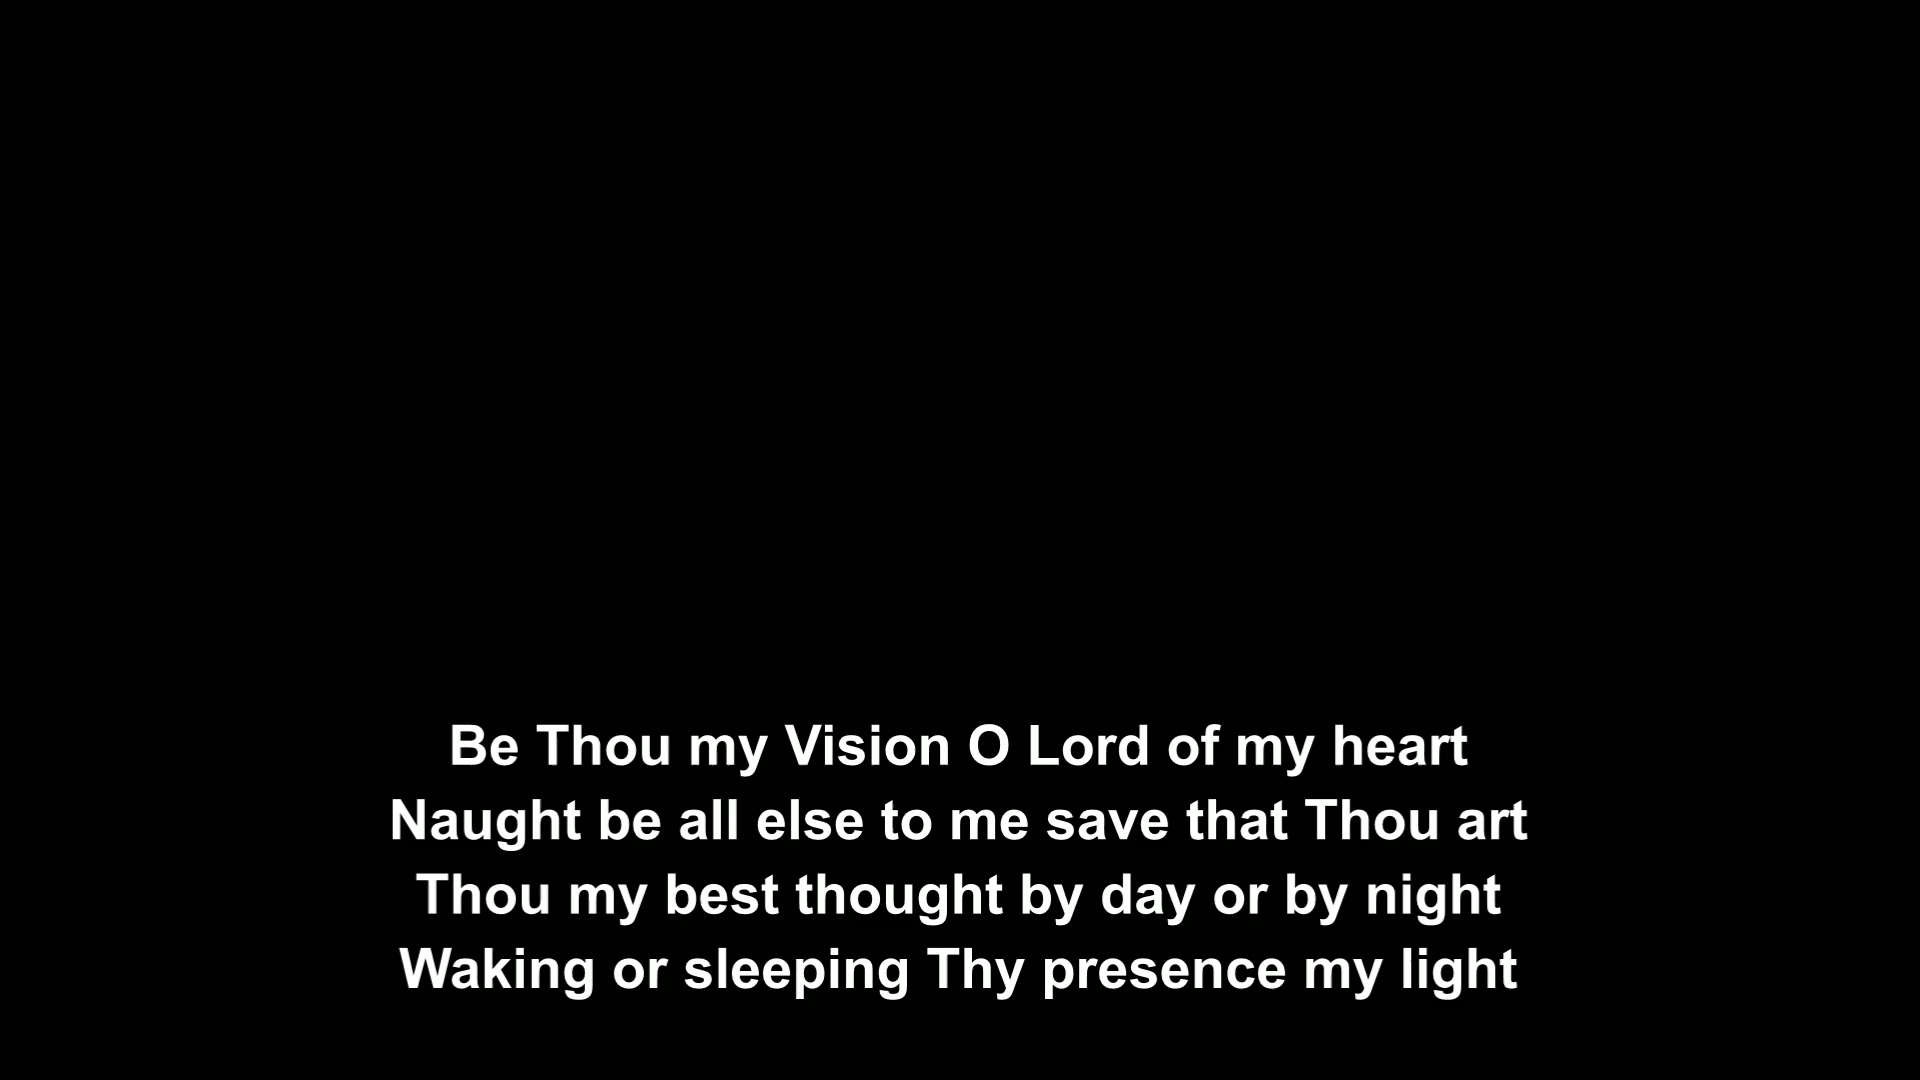 Be Thou my Vision O Lord of my heart
Naught be all else to me save that Thou art
Thou my best thought by day or by night
Waking or sleeping Thy presence my light